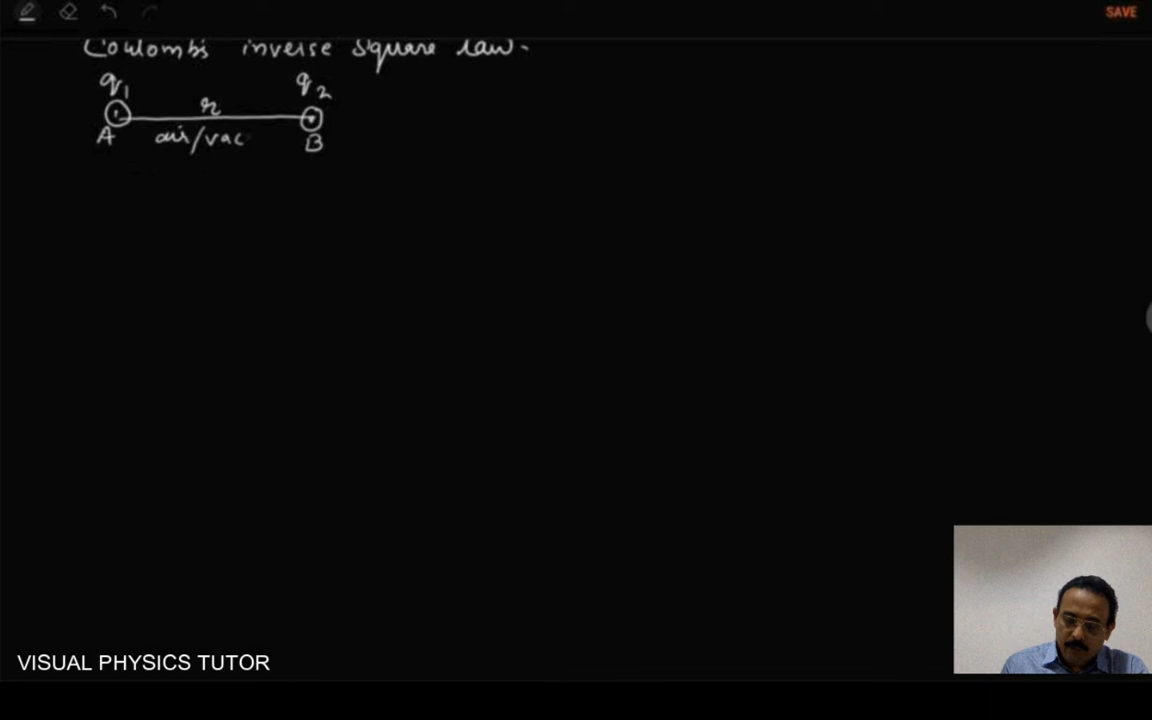 SAVE
Coulomb's inverse square law.
q1 q2
r
A air/vac B
VISUAL PHYSICS TUTOR